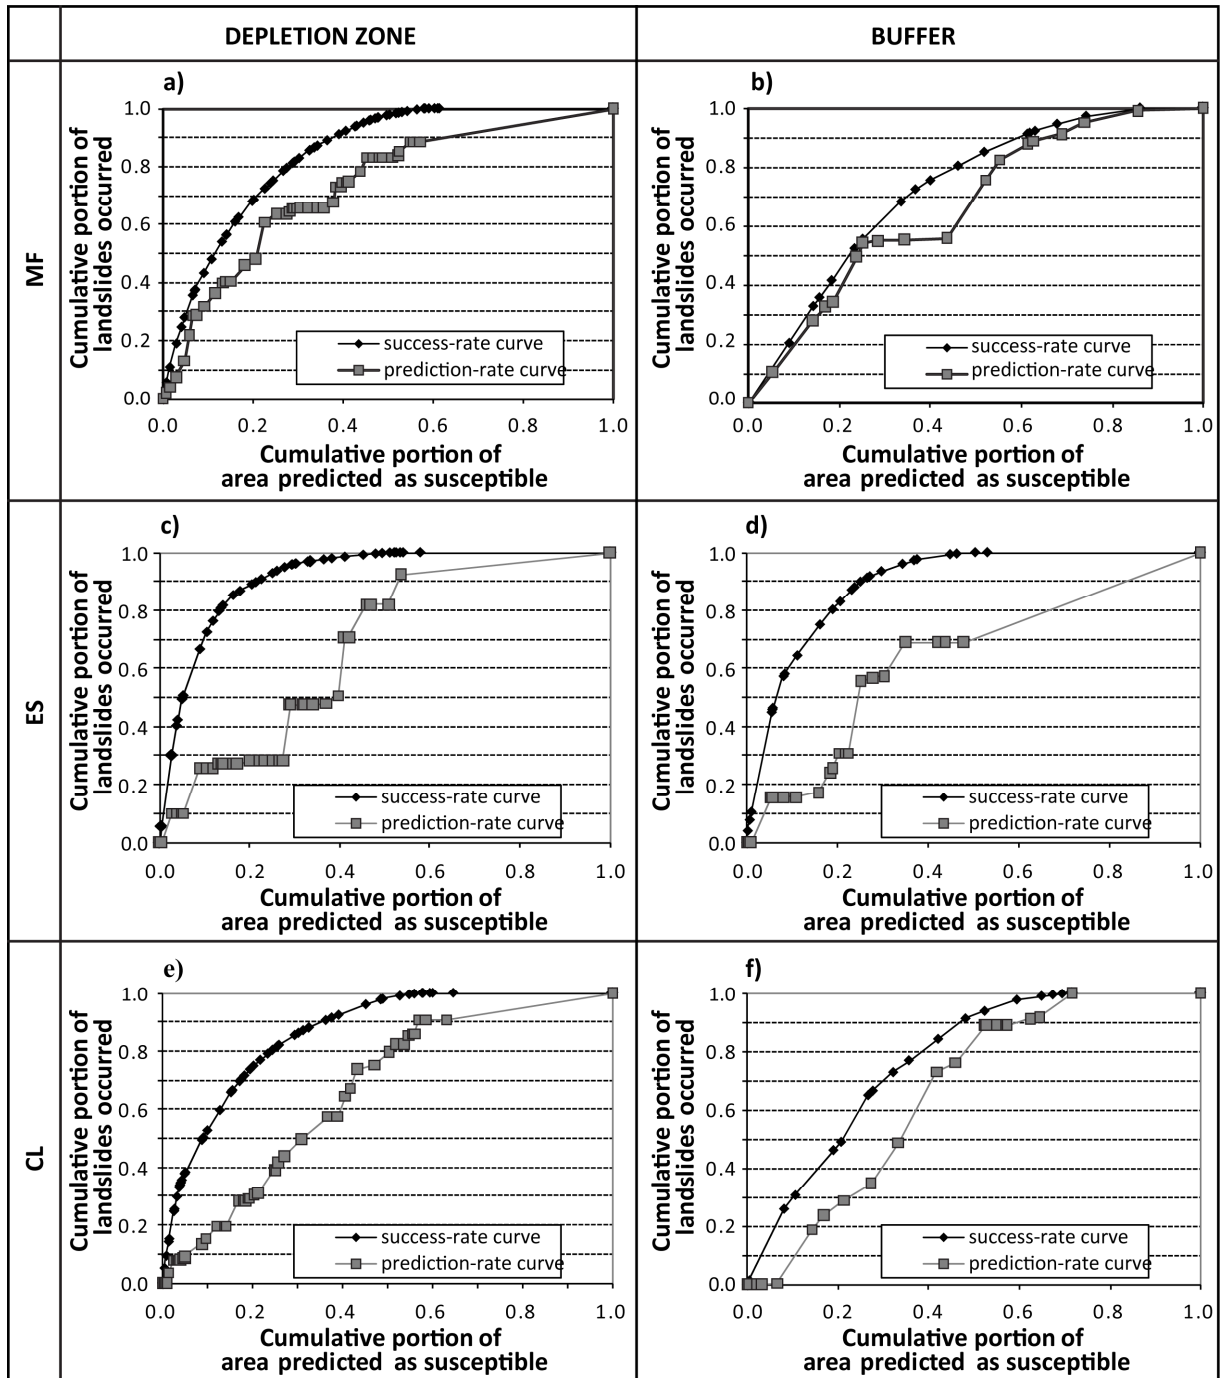 DEPLETION ZONE
BUFFER
MF
a)
Cumulative portion of
landslides occurred
1.0
0.8
0.6
0.4
0.2
0.0
success-rate curve
prediction-rate curve
0.0 0.2 0.4 0.6 0.8 1.0
Cumulative portion of
area predicted as susceptible
b)
Cumulative portion of
landslides occurred
1.0
0.8
0.6
0.4
0.2
0.0
success-rate curve
prediction-rate curve
0.0 0.2 0.4 0.6 0.8 1.0
Cumulative portion of
area predicted as susceptible
ES
c)
Cumulative portion of
landslides occurred
1.0
0.8
0.6
0.4
0.2
0.0
success-rate curve
prediction-rate curve
0.0 0.2 0.4 0.6 0.8 1.0
Cumulative portion of
area predicted as susceptible
d)
Cumulative portion of
landslides occurred
1.0
0.8
0.6
0.4
0.2
0.0
success-rate curve
prediction-rate curve
0.0 0.2 0.4 0.6 0.8 1.0
Cumulative portion of
area predicted as susceptible
CL
e)
Cumulative portion of
landslides occurred
1.0
0.8
0.6
0.4
0.2
0.0
success-rate curve
prediction-rate curve
0.0 0.2 0.4 0.6 0.8 1.0
Cumulative portion of
area predicted as susceptible
f)
Cumulative portion of
landslides occurred
1.0
0.8
0.6
0.4
0.2
0.0
success-rate curve
prediction-rate curve
0.0 0.2 0.4 0.6 0.8 1.0
Cumulative portion of
area predicted as susceptible